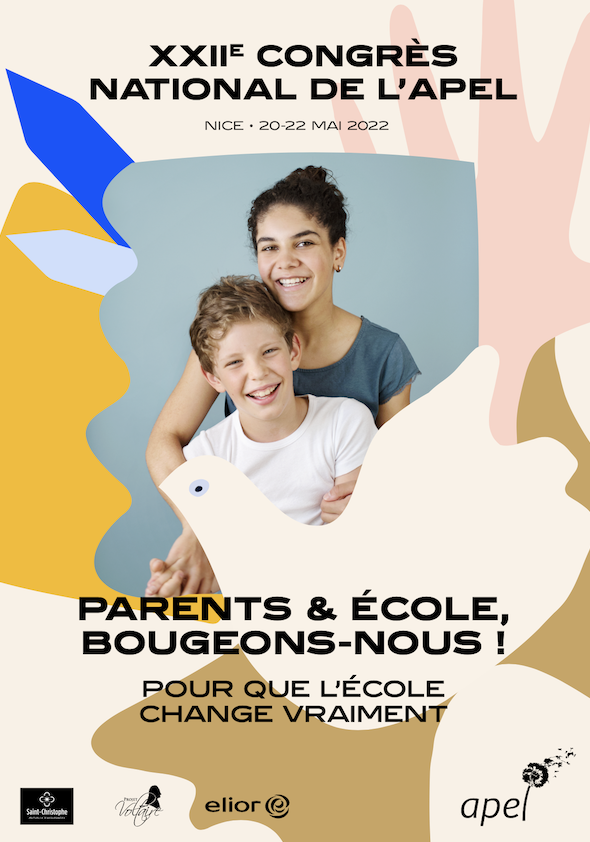 XXIIE CONGRÈS
NATIONAL DE L'APEL
NICE • 20-22 MAI 2022
PARENTS & ÉCOLE,
BOUGEONS-NOUS !
POUR QUE L'ÉCOLE
CHANGE VRAIMENT
Saint-Christophe
PROJET
Voltaire
elior
apel